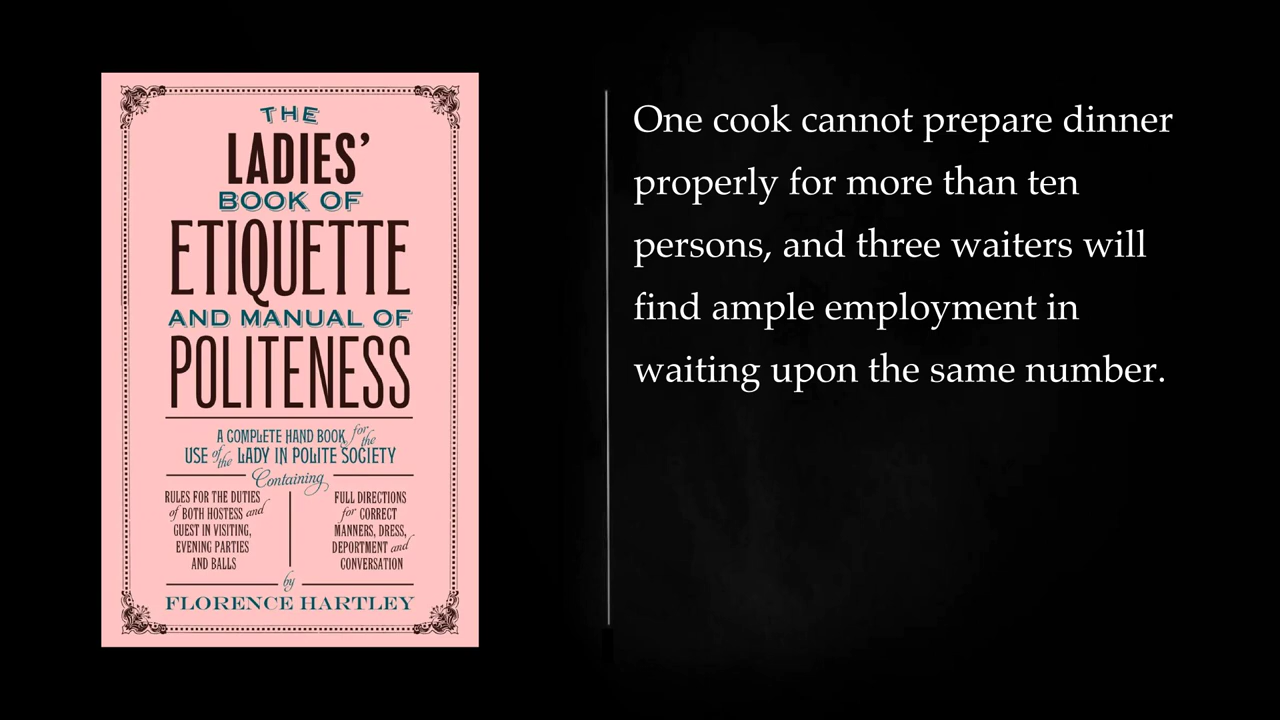 THE
LADIES'
BOOK OF
ETIQUETTE
AND MANUAL OF
POLITENESS
A COMPLETE HAND BOOK for the
USE of the LADY IN POLITE SOCIETY
Containing
RULES FOR THE DUTIES
of BOTH HOSTESS and
GUEST IN VISITING,
EVENING PARTIES
AND BALLS
FULL DIRECTIONS
for CORRECT
MANNERS, DRESS,
DEPORTMENT and
CONVERSATION
by
FLORENCE HARTLEY
One cook cannot prepare dinner
properly for more than ten
persons, and three waiters will
find ample employment in
waiting upon the same number.